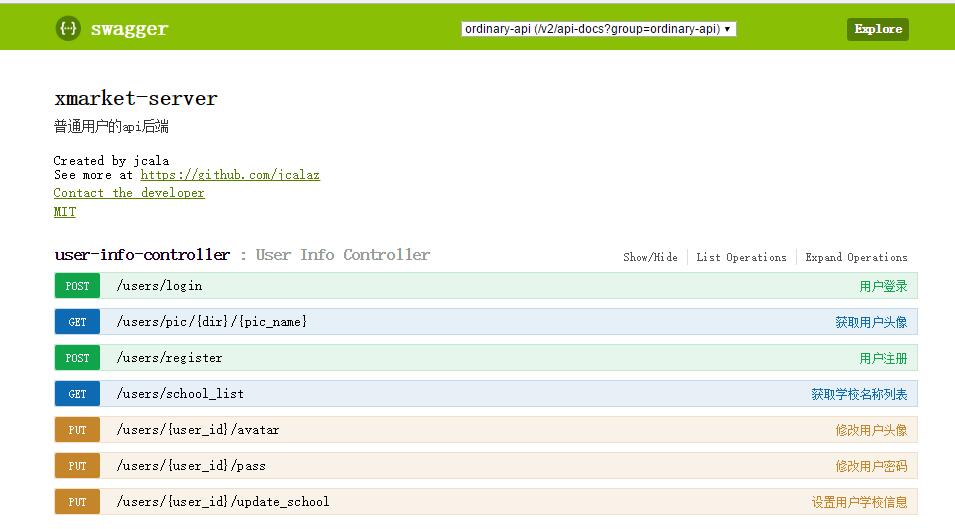 {···} swagger ordinary-api (/v2/api-docs?group=ordinary-api) Explore
xmarket-server
普通用户的api后端
Created by jcala
See more at https://github.com/jcalaz
Contact the developer
MIT
user-info-controller : User Info Controller Show/Hide List Operations Expand Operations
POST /users/login 用户登录
GET /users/pic/{dir}/{pic_name} 获取用户头像
POST /users/register 用户注册
GET /users/school_list 获取学校名称列表
PUT /users/{user_id}/avatar 修改用户头像
PUT /users/{user_id}/pass 修改用户密码
PUT /users/{user_id}/update_school 设置用户学校信息